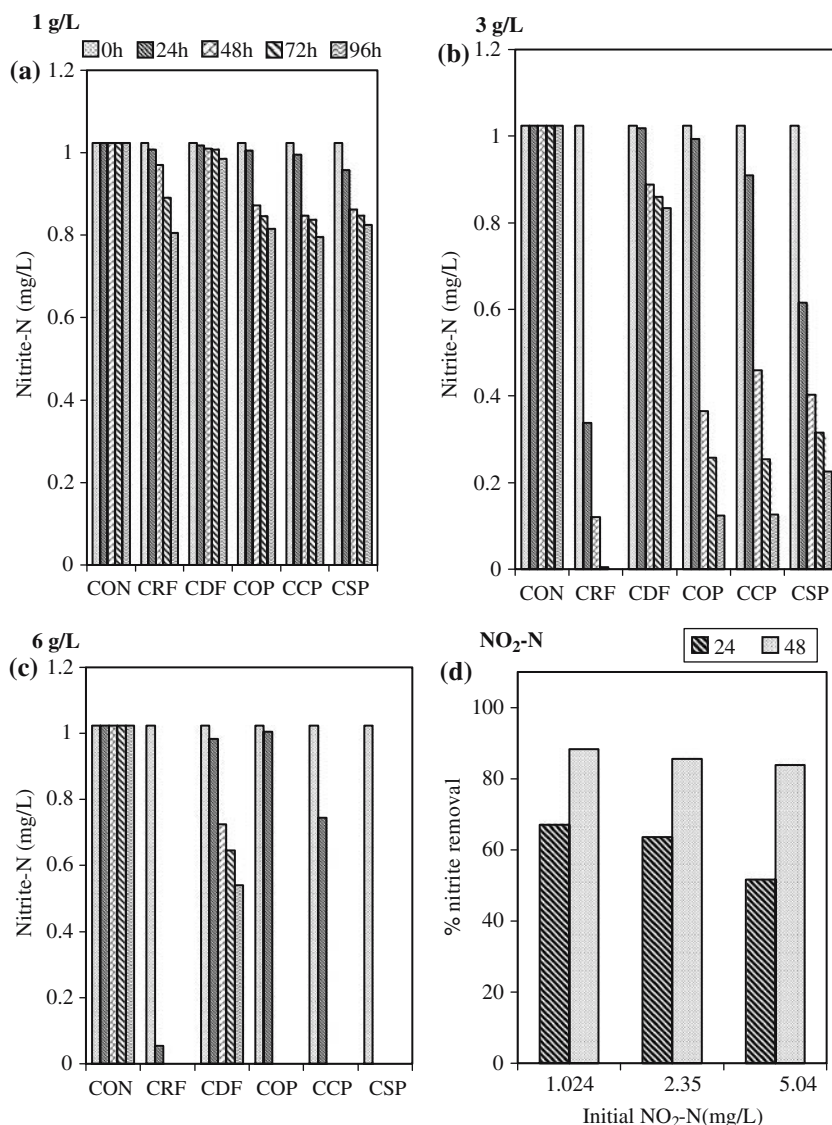 1 g/L
0h 24h 48h 72h 96h
(a)
1.2
1
0.8
0.6
0.4
0.2
0
Nitrite-N (mg/L)
CON CRF CDF COP CCP CSP
3 g/L
(b)
1.2
1
0.8
0.6
0.4
0.2
0
Nitrite-N (mg/L)
CON CRF CDF COP CCP CSP
6 g/L
(c)
1.2
1
0.8
0.6
0.4
0.2
0
Nitrite-N (mg/L)
CON CRF CDF COP CCP CSP
NO₂-N
24 48
(d)
100
80
60
40
20
0
% nitrite removal
1.024 2.35 5.04
Initial NO₂-N(mg/L)